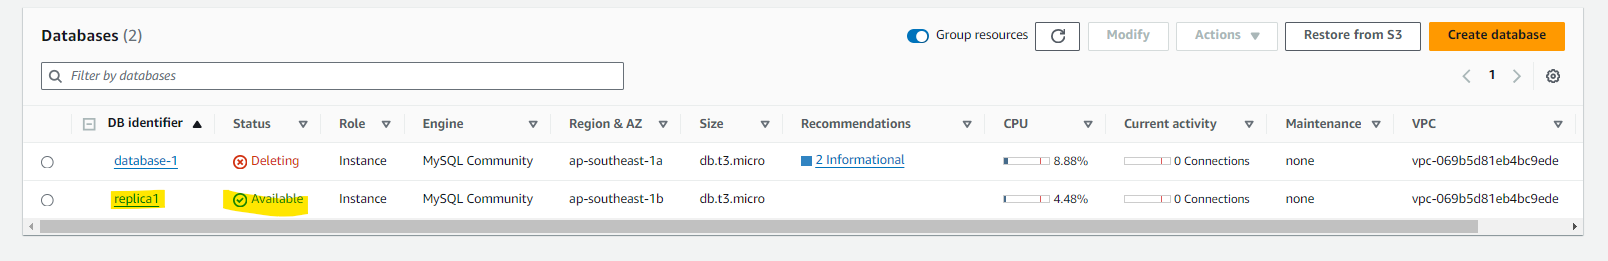 Databases (2)
Group resources
Modify
Actions
Restore from S3
Create database
Filter by databases
1
DB identifier Status Role Engine Region & AZ Size Recommendations CPU Current activity Maintenance VPC
database-1 Deleting Instance MySQL Community ap-southeast-1a db.t3.micro 2 Informational 8.88% 0 Connections none vpc-069b5d81eb4bc9ede
replica1 Available Instance MySQL Community ap-southeast-1b db.t3.micro 4.48% 0 Connections none vpc-069b5d81eb4bc9ede